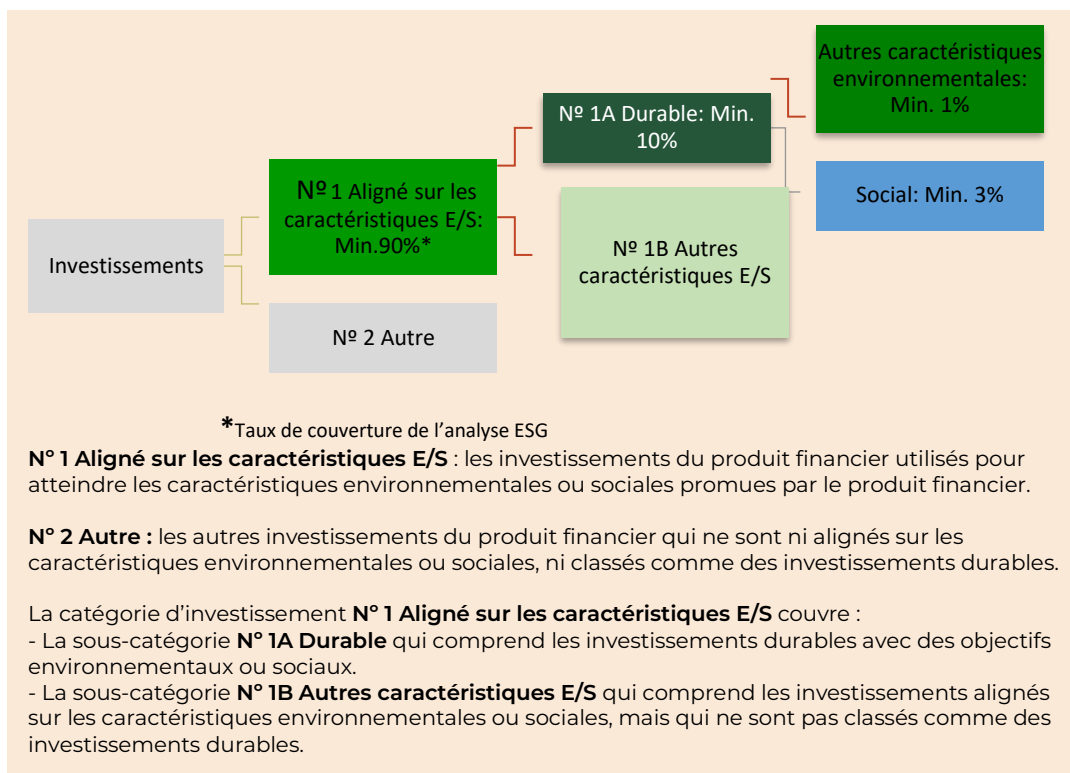 Investissements
Nº 1 Aligné sur les
caractéristiques E/S:
Min.90%*
Nº 2 Autre
Nº 1A Durable: Min.
10%
Nº 1B Autres
caractéristiques E/S
Autres caractéristiques
environnementales:
Min. 1%
Social: Min. 3%
*Taux de couverture de l’analyse ESG
N° 1 Aligné sur les caractéristiques E/S : les investissements du produit financier utilisés pour
atteindre les caractéristiques environnementales ou sociales promues par le produit financier.
N° 2 Autre : les autres investissements du produit financier qui ne sont ni alignés sur les
caractéristiques environnementales ou sociales, ni classés comme des investissements durables.
La catégorie d’investissement N° 1 Aligné sur les caractéristiques E/S couvre :
- La sous-catégorie N° 1A Durable qui comprend les investissements durables avec des objectifs
environnementaux ou sociaux.
- La sous-catégorie N° 1B Autres caractéristiques E/S qui comprend les investissements alignés
sur les caractéristiques environnementales ou sociales, mais qui ne sont pas classés comme des
investissements durables.